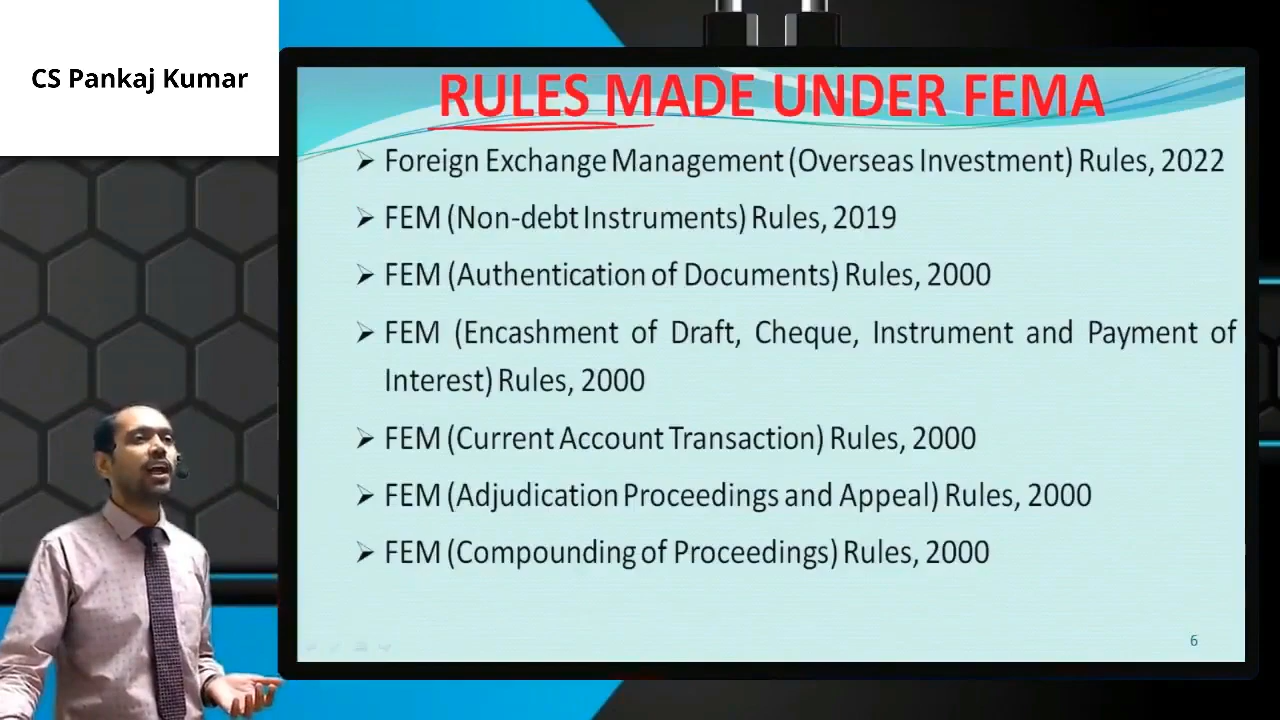 CS Pankaj Kumar
RULES MADE UNDER FEMA
➢ Foreign Exchange Management (Overseas Investment) Rules, 2022
➢ FEM (Non-debt Instruments) Rules, 2019
➢ FEM (Authentication of Documents) Rules, 2000
➢ FEM (Encashment of Draft, Cheque, Instrument and Payment of
Interest) Rules, 2000
➢ FEM (Current Account Transaction) Rules, 2000
➢ FEM (Adjudication Proceedings and Appeal) Rules, 2000
➢ FEM (Compounding of Proceedings) Rules, 2000
6